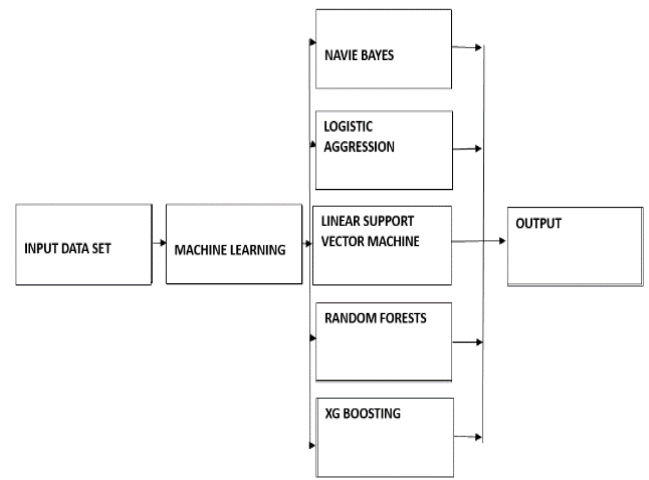 NAVIE BAYES
LOGISTIC
AGGRESSION
INPUT DATA SET
MACHINE LEARNING
LINEAR SUPPORT
VECTOR MACHINE
OUTPUT
RANDOM FORESTS
XG BOOSTING